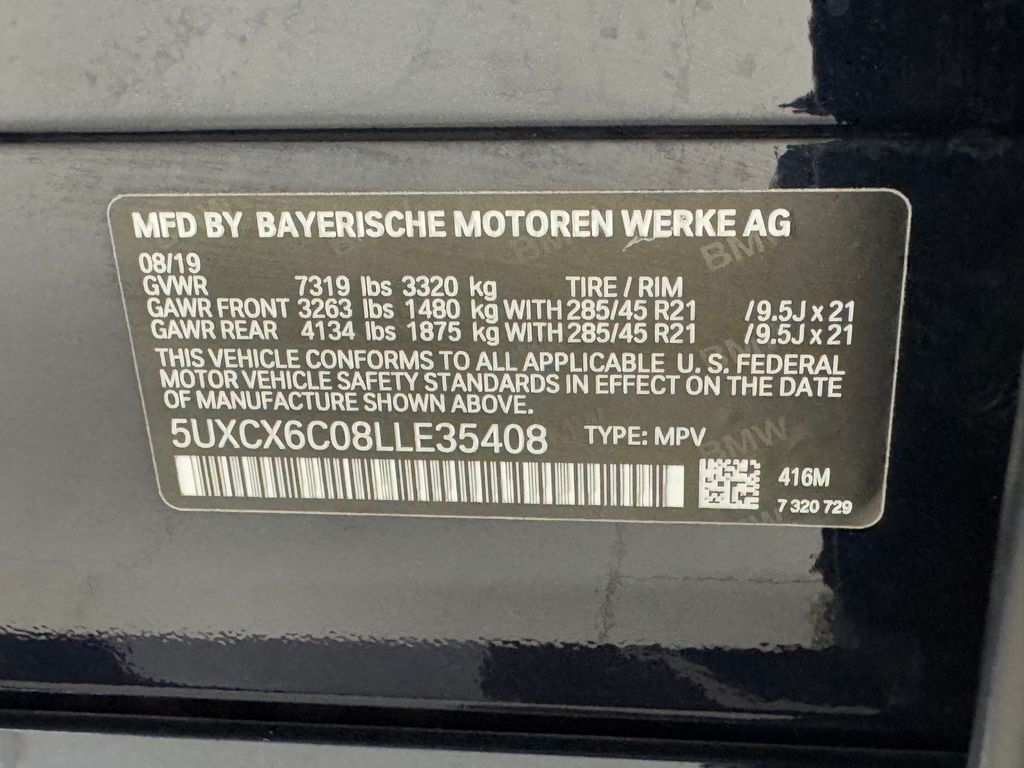 MFD BY BAYERISCHE MOTOREN WERKE AG
08/19
GVWR 7319 lbs 3320 kg TIRE / RIM
GAWR FRONT 3263 lbs 1480 kg WITH 285/45 R21 /9.5J x 21
GAWR REAR 4134 lbs 1875 kg WITH 285/45 R21 /9.5J x 21
THIS VEHICLE CONFORMS TO ALL APPLICABLE U. S. FEDERAL
MOTOR VEHICLE SAFETY STANDARDS IN EFFECT ON THE DATE
OF MANUFACTURE SHOWN ABOVE.
5UXCX6C08LLE35408 TYPE: MPV
416M
7 320 729
BMW
BMW